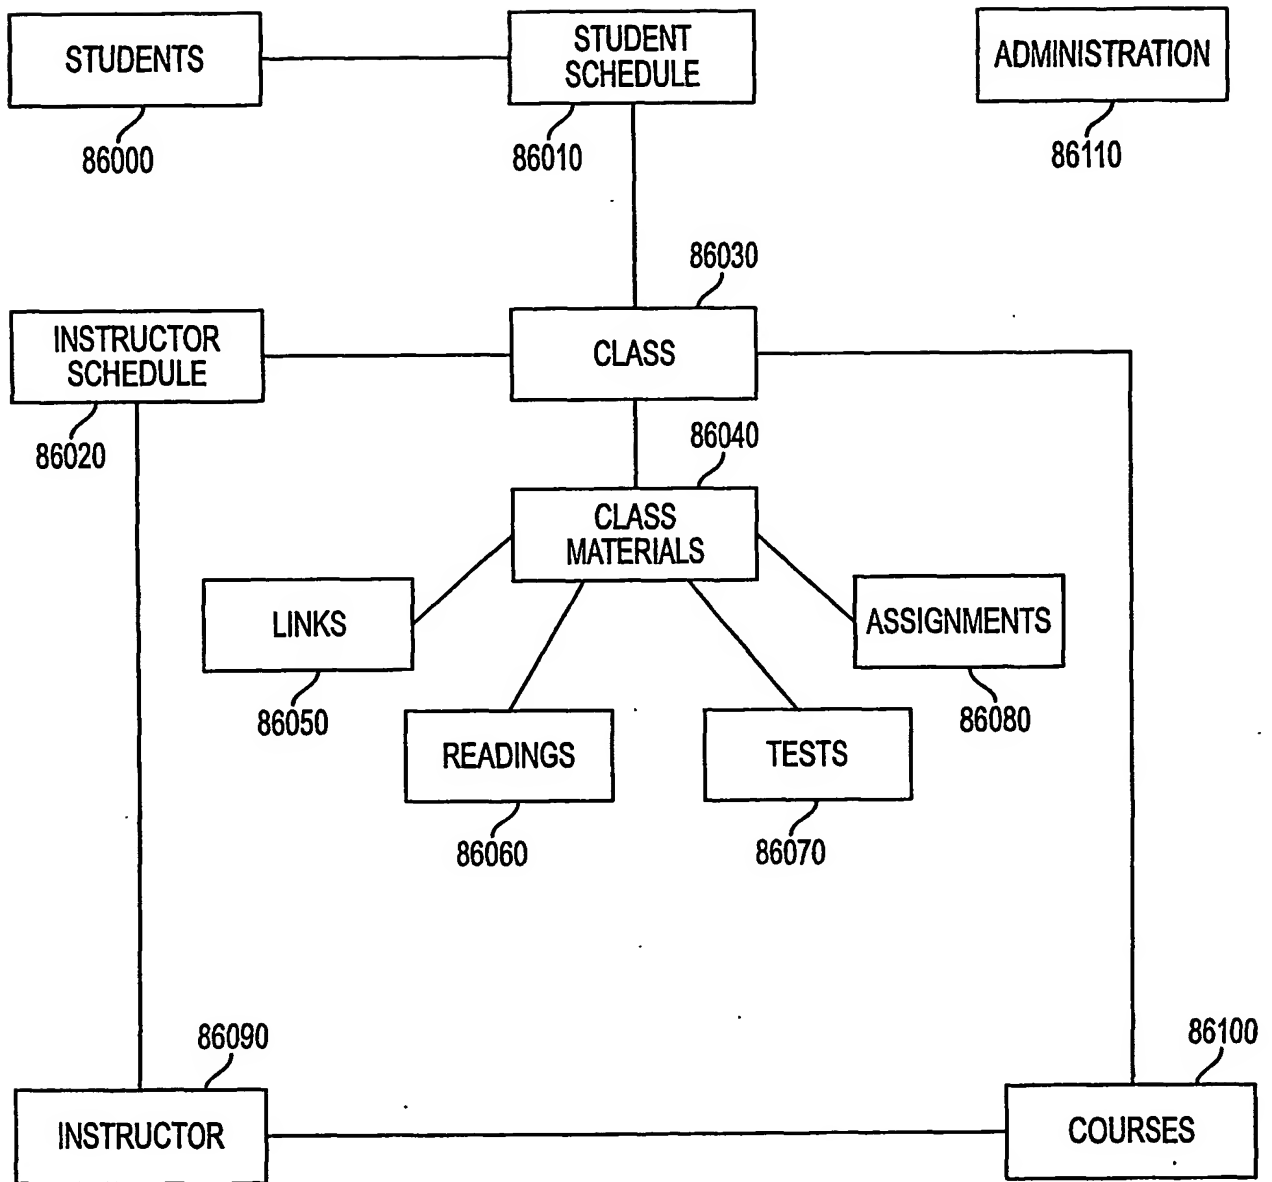 STUDENTS
STUDENT
SCHEDULE
ADMINISTRATION
86000
86010
86110
86030
INSTRUCTOR
SCHEDULE
CLASS
86020
86040
CLASS
MATERIALS
LINKS
ASSIGNMENTS
86050
86080
READINGS
TESTS
86060
86070
86090
86100
INSTRUCTOR
COURSES